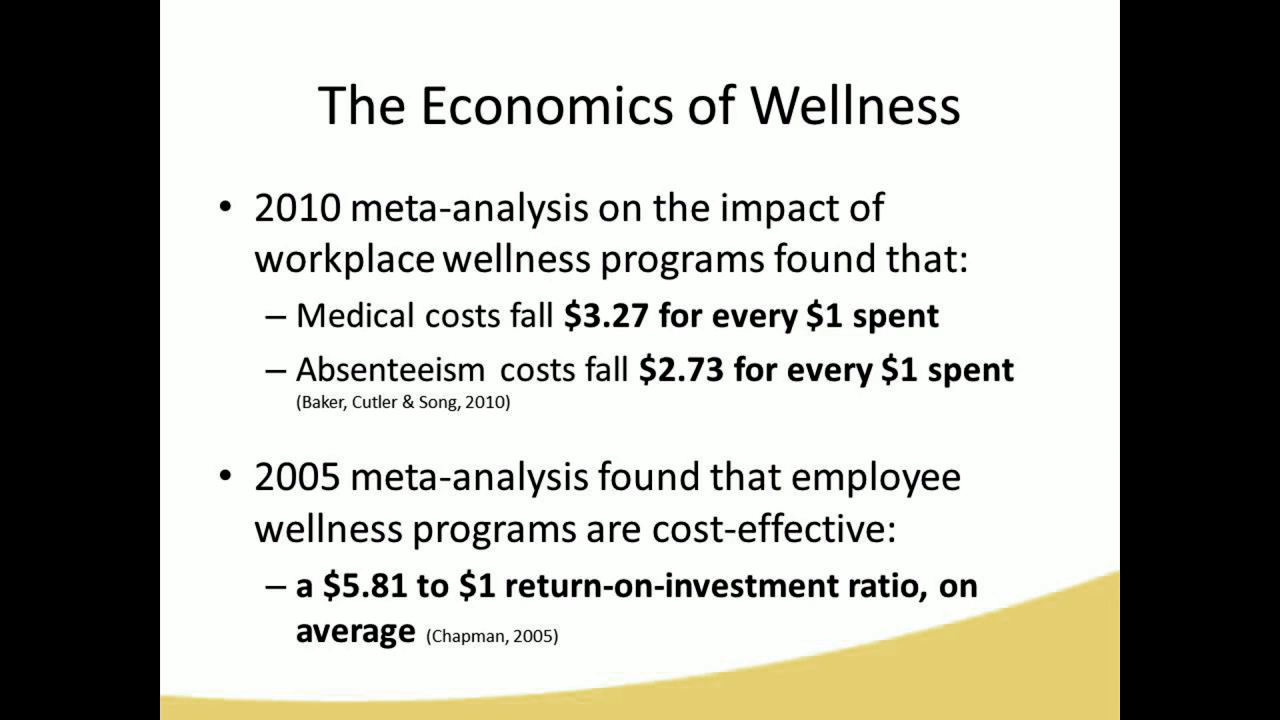 The Economics of Wellness
• 2010 meta-analysis on the impact of
workplace wellness programs found that:
– Medical costs fall $3.27 for every $1 spent
– Absenteeism costs fall $2.73 for every $1 spent
(Baker, Cutler & Song, 2010)
• 2005 meta-analysis found that employee
wellness programs are cost-effective:
– a $5.81 to $1 return-on-investment ratio, on
average (Chapman, 2005)